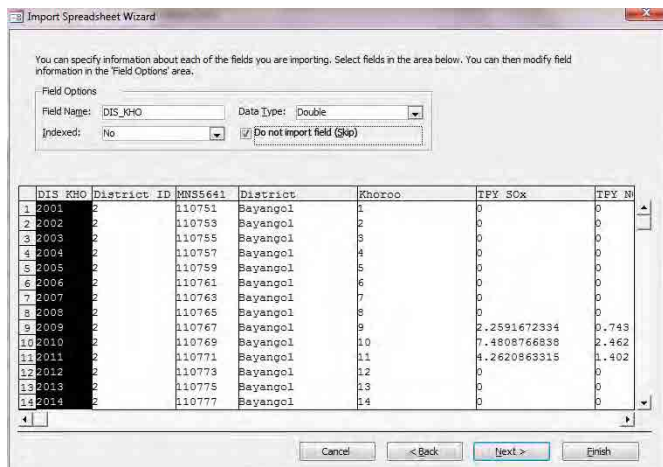 Import Spreadsheet Wizard
You can specify information about each of the fields you are importing. Select fields in the area below. You can then modify field
information in the 'Field Options' area.
Field Options
Field Name: DIS_KHO Data Type: Double
Indexed: No Do not import field (Skip)
DIS KHO District ID MNS5641 District Khoroo TPY SOx TPY N
1 2001 2 110751 Bayangol 1 0 0
2 2002 2 110753 Bayangol 2 0 0
3 2003 2 110755 Bayangol 3 0 0
4 2004 2 110757 Bayangol 4 0 0
5 2005 2 110759 Bayangol 5 0 0
6 2006 2 110761 Bayangol 6 0 0
7 2007 2 110763 Bayangol 7 0 0
8 2008 2 110765 Bayangol 8 0 0
9 2009 2 110767 Bayangol 9 2.2591672334 0.743
10 2010 2 110769 Bayangol 10 7.4808766838 2.462
11 2011 2 110771 Bayangol 11 4.2620863315 1.402
12 2012 2 110773 Bayangol 12 0 0
13 2013 2 110775 Bayangol 13 0 0
14 2014 2 110777 Bayangol 14 0 0
Cancel < Back Next > Finish